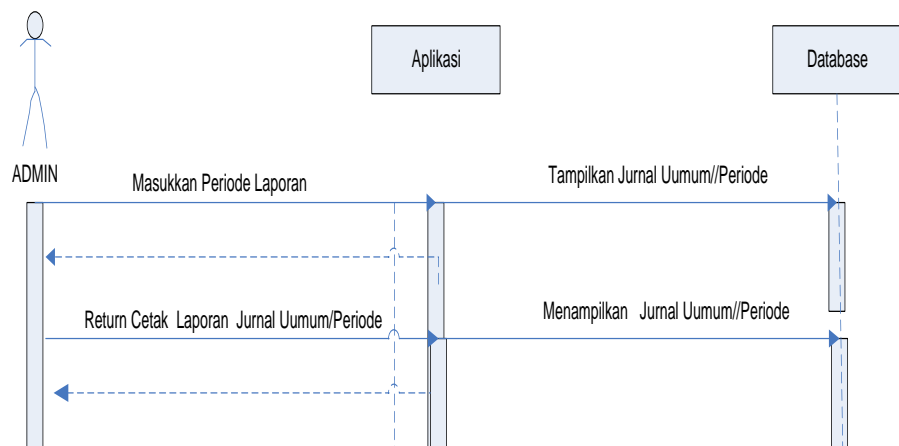 Aplikasi
Database
ADMIN
Masukkan Periode Laporan
Tampilkan Jurnal Uumum//Periode
Return Cetak Laporan Jurnal Uumum/Periode
Menampilkan Jurnal Uumum//Periode